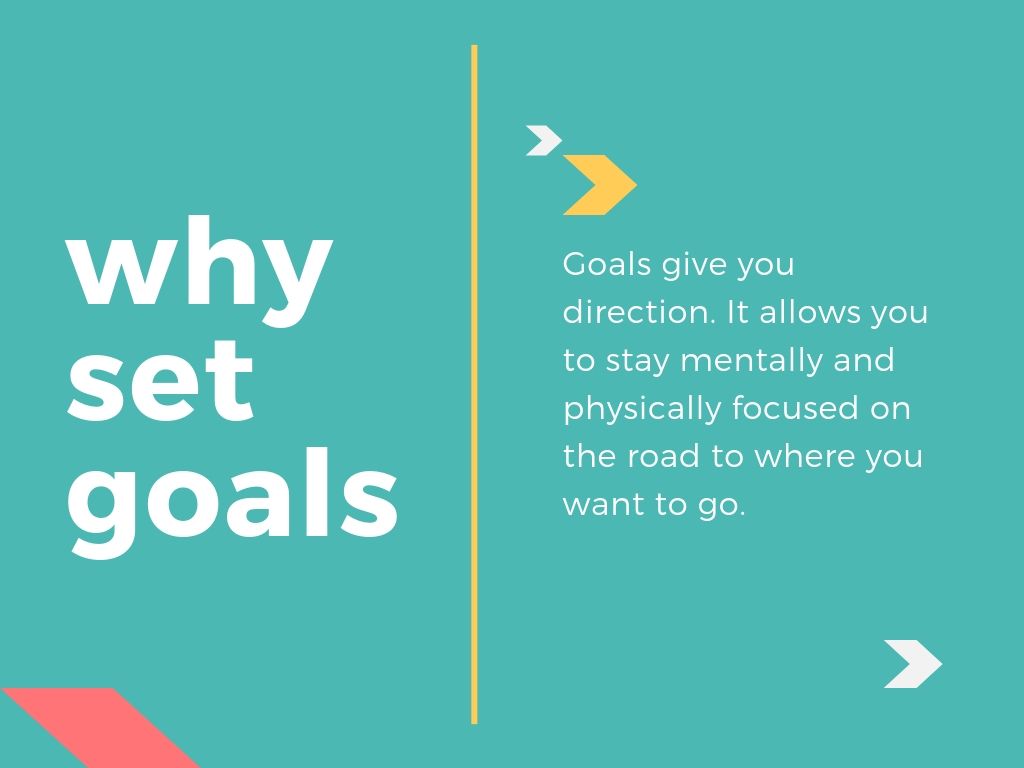 why
set
goals
Goals give you
direction. It allows you
to stay mentally and
physically focused on
the road to where you
want to go.